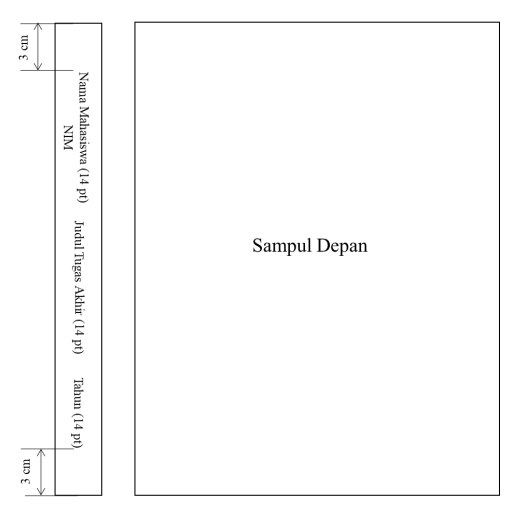 3 cm
Nama Mahasiswa (14 pt)
NIM
Judul Tugas Akhir (14 pt)
Tahun (14 pt)
3 cm
Sampul Depan